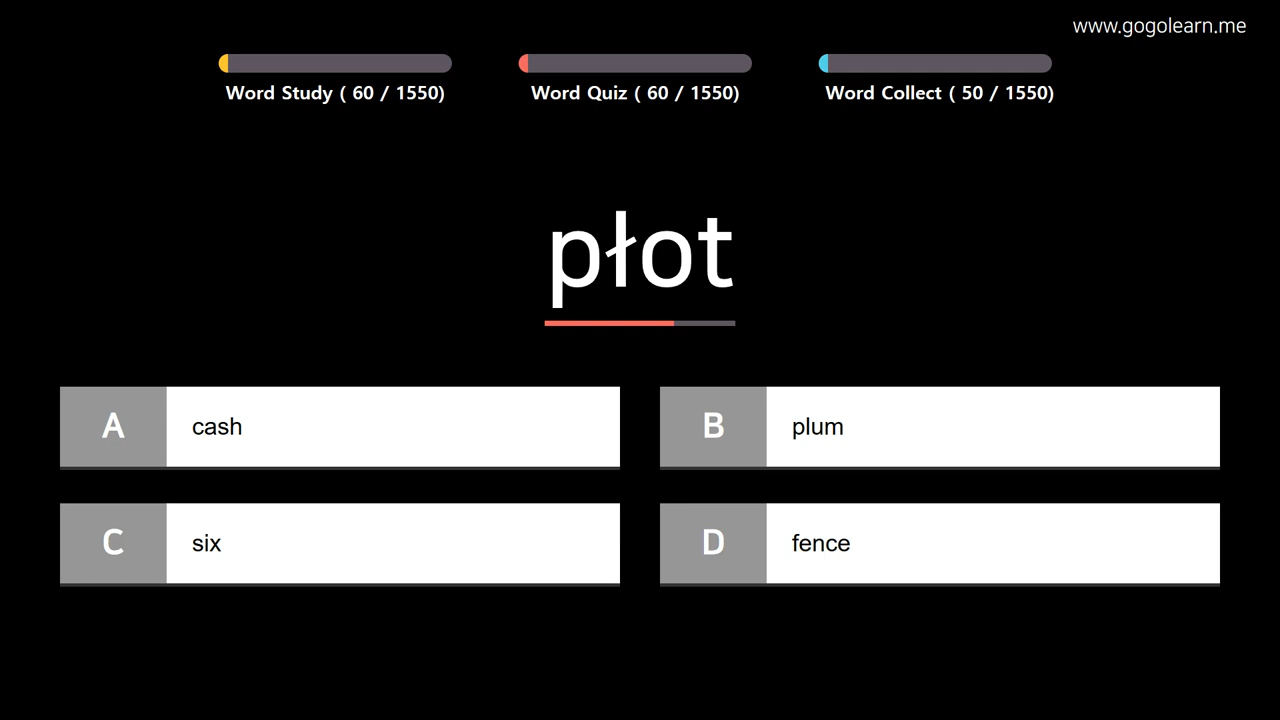 www.gogolearn.me
Word Study ( 60 / 1550)
Word Quiz ( 60 / 1550)
Word Collect ( 50 / 1550)
płot
A cash
B plum
C six
D fence